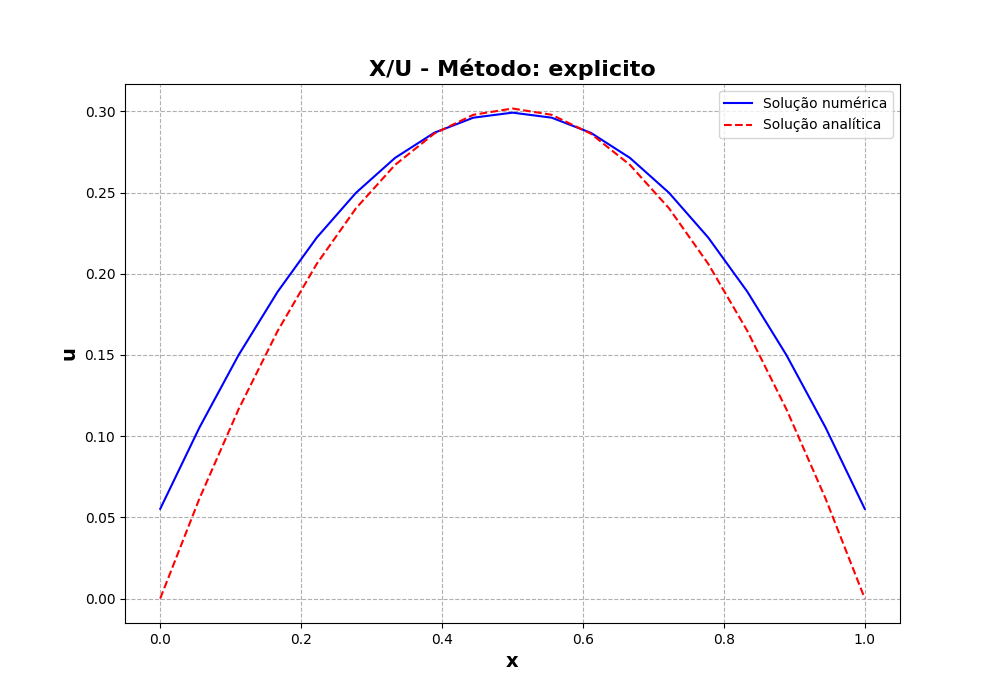 X/U - Método: explicito
Solução numérica
Solução analítica
0.30
0.25
0.20
0.15
0.10
0.05
0.00
u
0.0 0.2 0.4 0.6 0.8 1.0
x